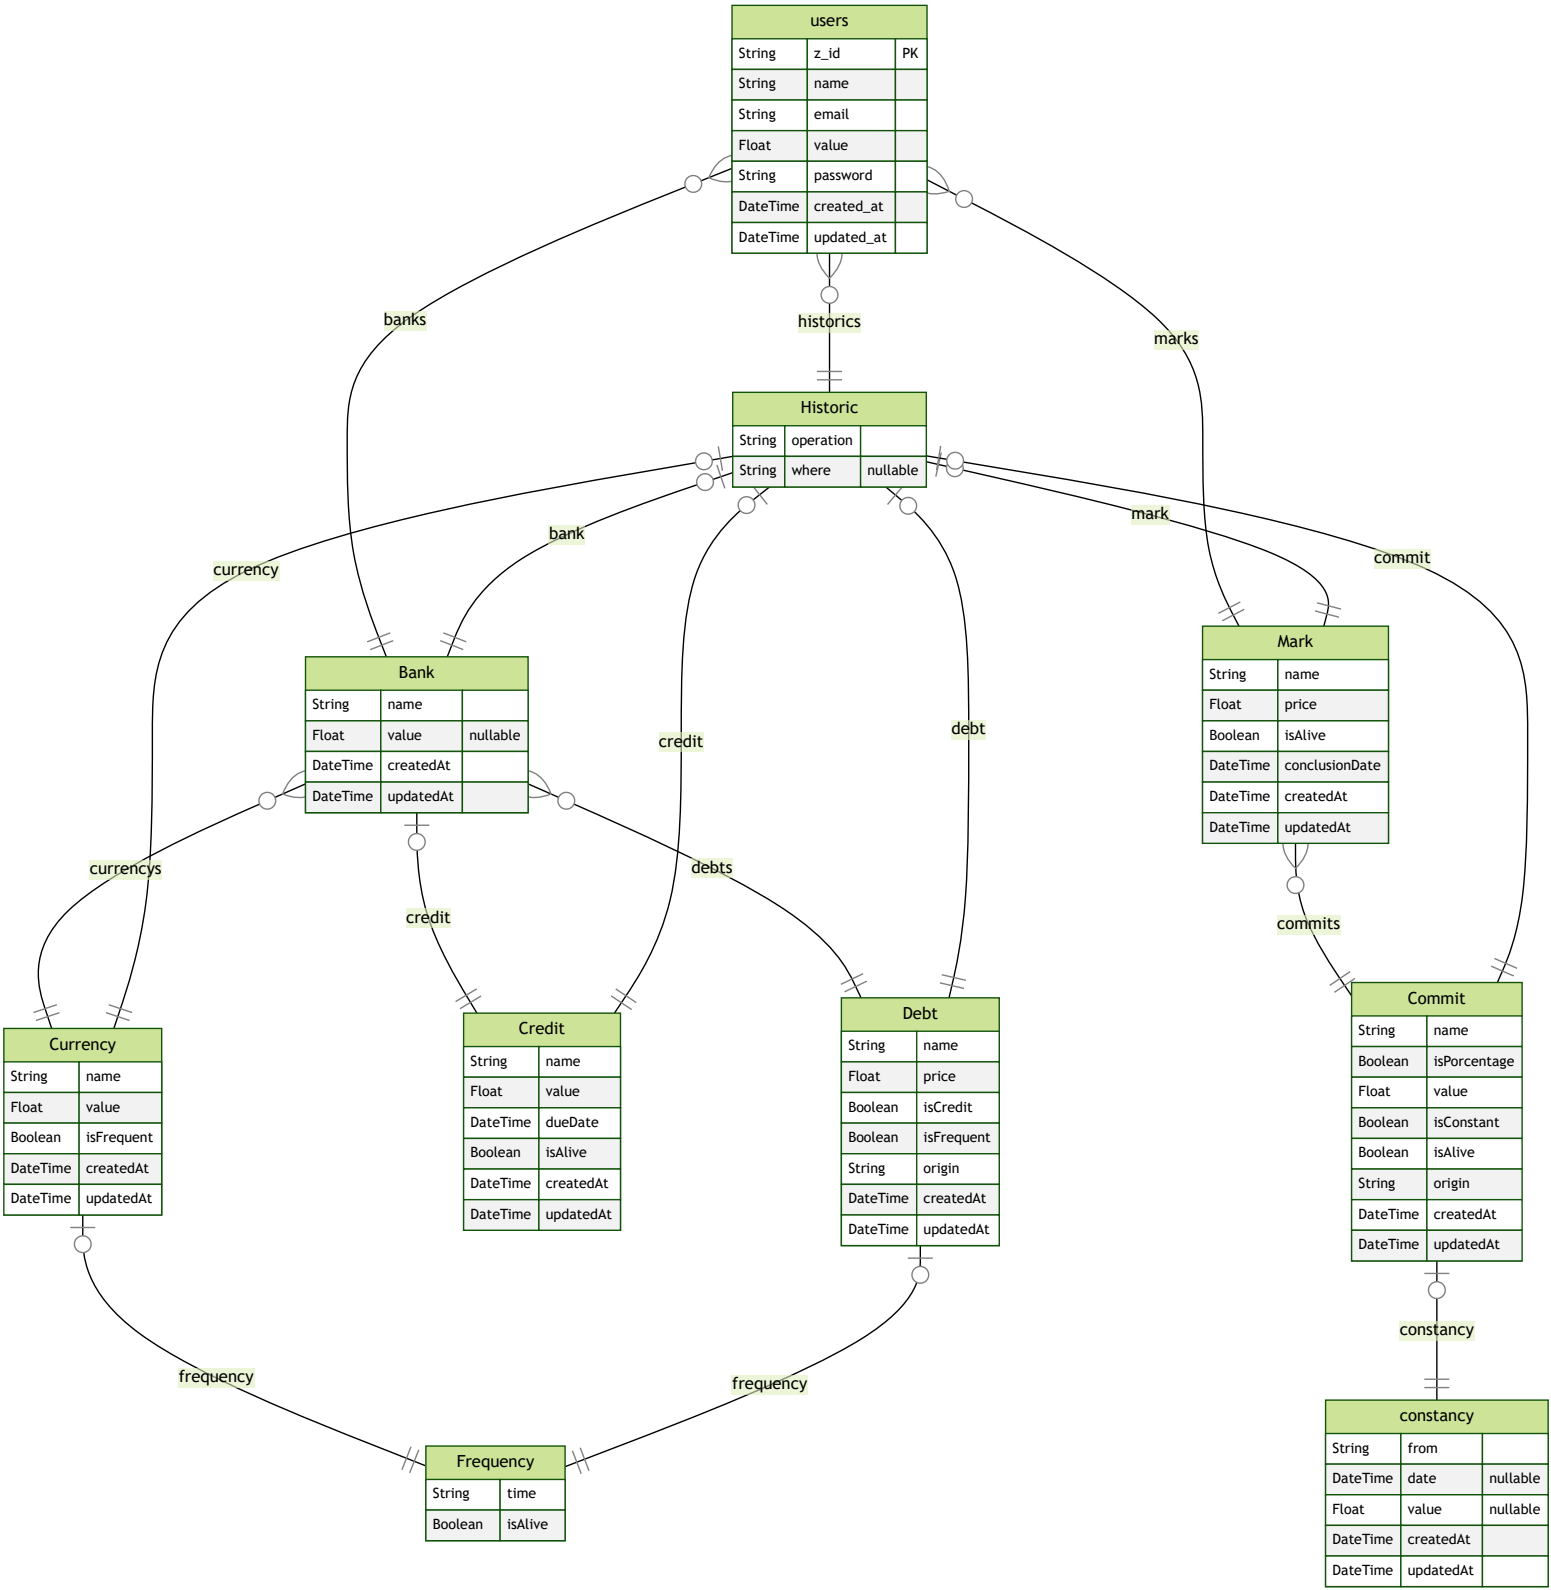 users
String z_id PK
String name
String email
Float value
String password
DateTime created_at
DateTime updated_at
banks
historics
marks
Historic
String operation
String where nullable
currency
bank
mark
commit
credit
debt
Bank
String name
Float value nullable
DateTime createdAt
DateTime updatedAt
Mark
String name
Float price
Boolean isAlive
DateTime conclusionDate
DateTime createdAt
DateTime updatedAt
currencys
credit
debts
commits
Currency
String name
Float value
Boolean isFrequent
DateTime createdAt
DateTime updatedAt
Credit
String name
Float value
DateTime dueDate
Boolean isAlive
DateTime createdAt
DateTime updatedAt
Debt
String name
Float price
Boolean isCredit
Boolean isFrequent
String origin
DateTime createdAt
DateTime updatedAt
Commit
String name
Boolean isPorcentage
Float value
Boolean isConstant
Boolean isAlive
String origin
DateTime createdAt
DateTime updatedAt
frequency
frequency
constancy
Frequency
String time
Boolean isAlive
constancy
String from
DateTime date nullable
Float value nullable
DateTime createdAt
DateTime updatedAt